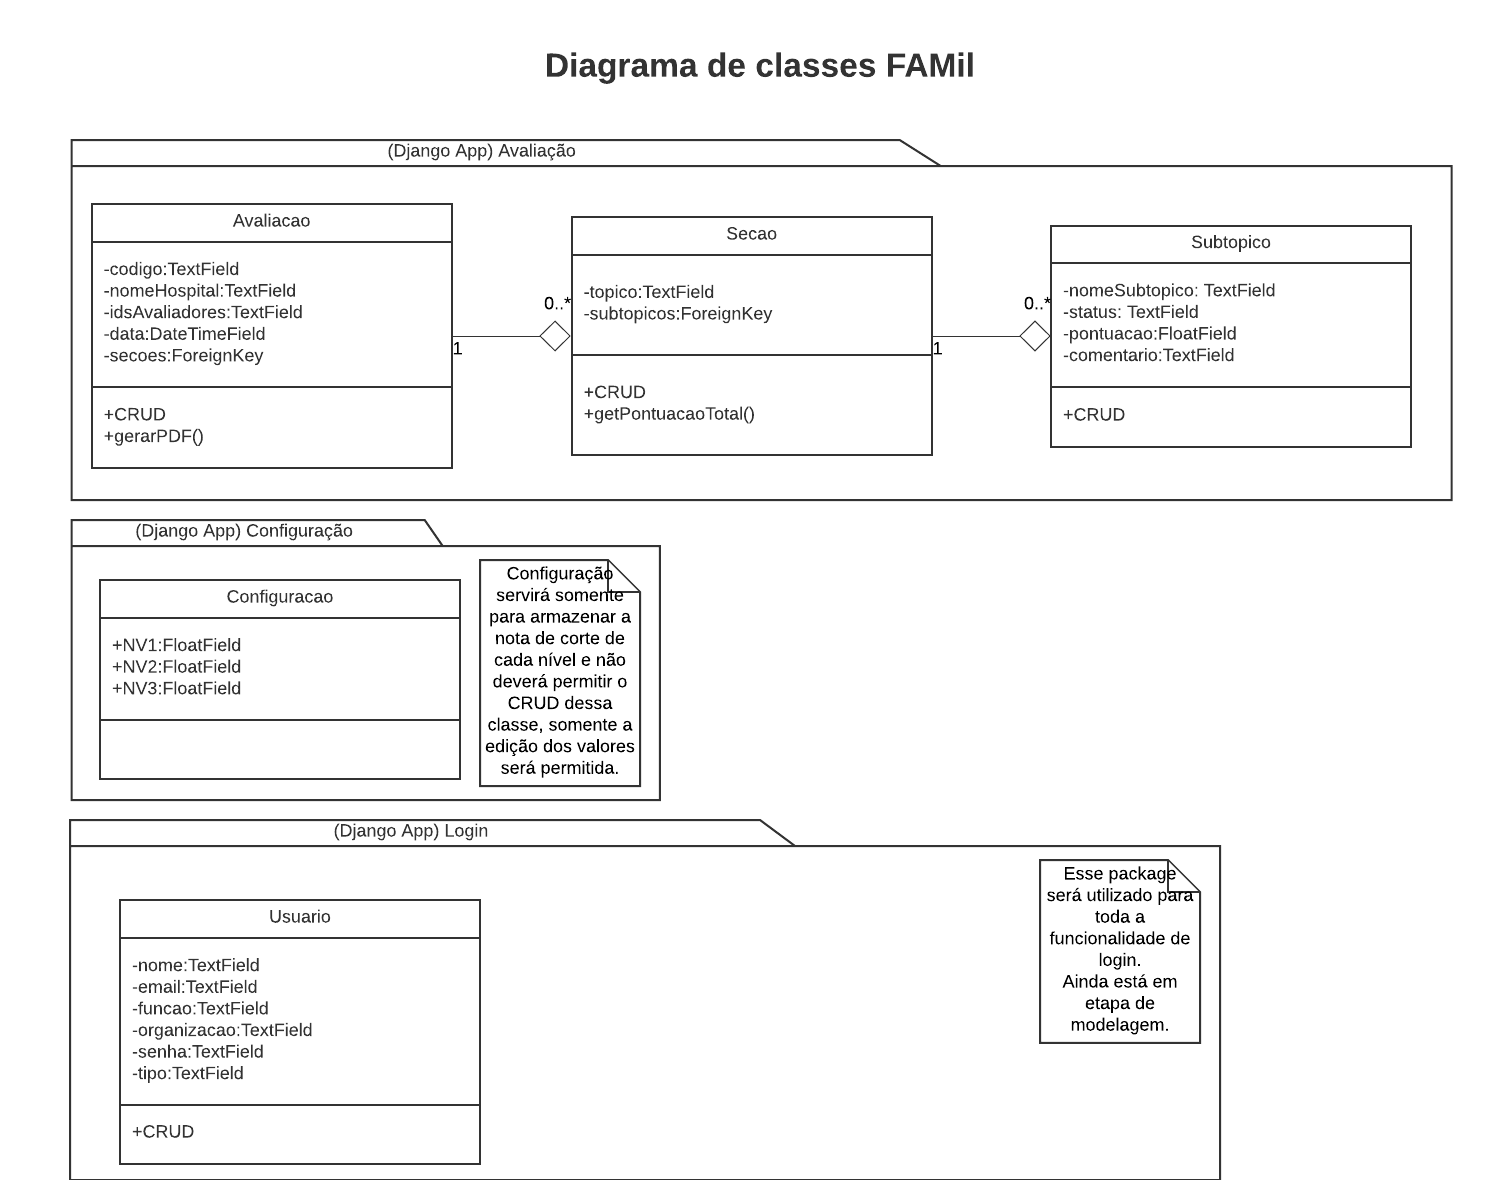 Diagrama de classes FAMil
(Django App) Avaliação
Avaliacao
-codigo:TextField
-nomeHospital:TextField
-idsAvaliadores:TextField
-data:DateTimeField
-secoes:ForeignKey
+CRUD
+gerarPDF()
1
0..*
Secao
-topico:TextField
-subtopicos:ForeignKey
+CRUD
+getPontuacaoTotal()
1
0..*
Subtopico
-nomeSubtopico: TextField
-status: TextField
-pontuacao:FloatField
-comentario:TextField
+CRUD
(Django App) Configuração
Configuracao
+NV1:FloatField
+NV2:FloatField
+NV3:FloatField
Configuração
servirá somente
para armazenar a
nota de corte de
cada nível e não
deverá permitir o
CRUD dessa
classe, somente a
edição dos valores
será permitida.
(Django App) Login
Usuario
-nome:TextField
-email:TextField
-funcao:TextField
-organizacao:TextField
-senha:TextField
-tipo:TextField
+CRUD
Esse package
será utilizado para
toda a
funcionalidade de
login.
Ainda está em
etapa de
modelagem.